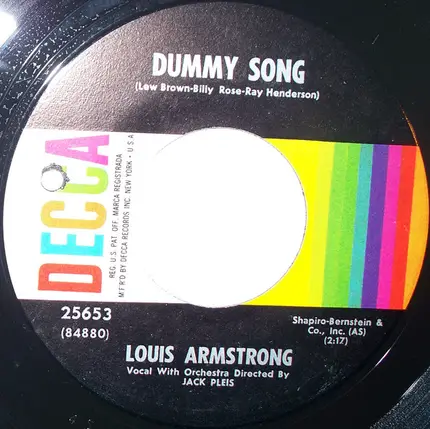 DUMMY SONG
(Lew Brown-Billy Rose-Ray Henderson)
DECCA
REG. U.S. PAT. OFF. MARCA REGISTRADA
M'F'R'D BY DECCA RECORDS INC. NEW YORK • U.S.A.
25653
(84880)
Shapiro-Bernstein &
Co., Inc. (AS)
(2:17)
LOUIS ARMSTRONG
Vocal With Orchestra Directed By
JACK PLEIS